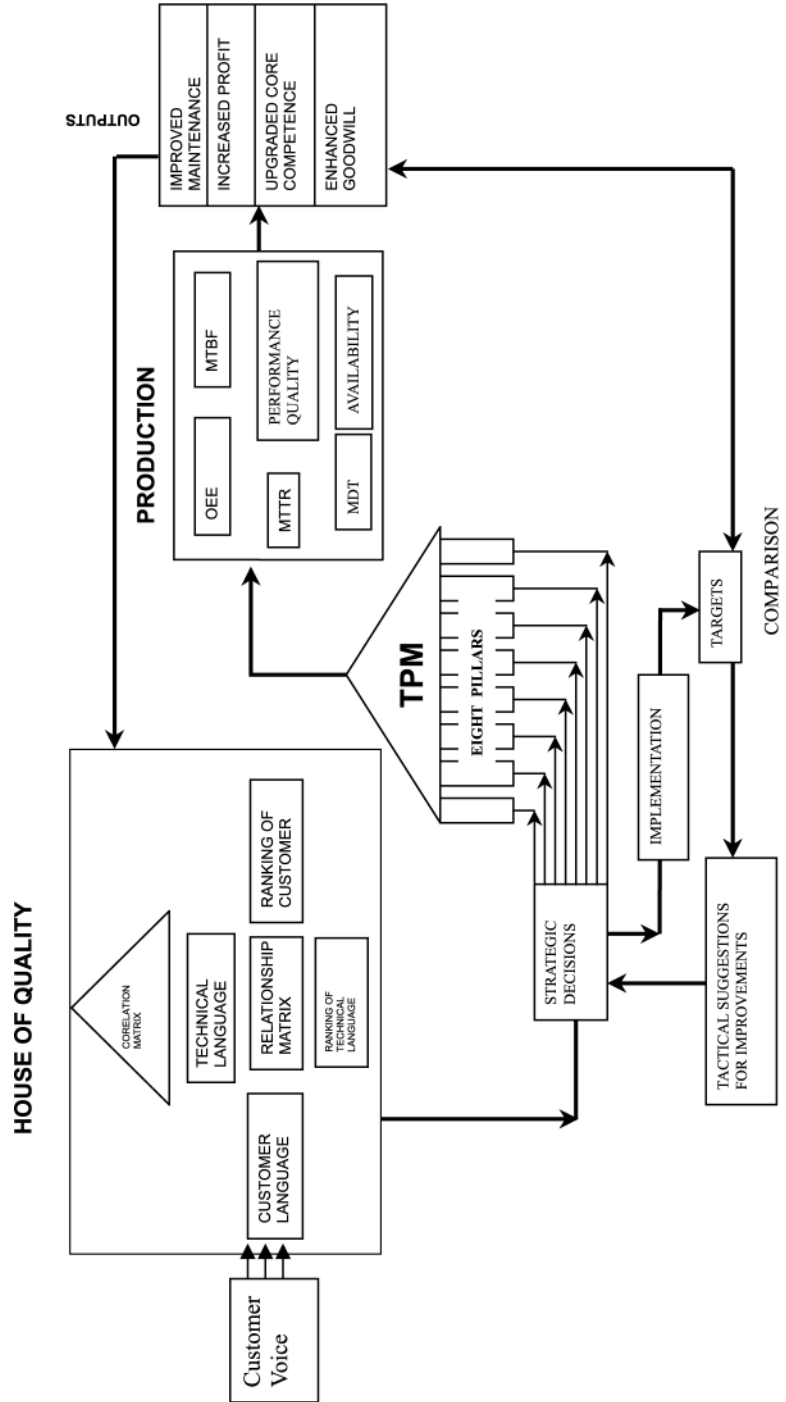 HOUSE OF QUALITY
Customer
Voice
CUSTOMER
LANGUAGE
CORELATION
MATRIX
TECHNICAL
LANGUAGE
RELATIONSHIP
MATRIX
RANKING OF
TECHNICAL
LANGUAGE
RANKING OF
CUSTOMER
PRODUCTION
OEE
MTBF
MTTR
PERFORMANCE
QUALITY
MDT
AVAILABILITY
OUTPUTS
IMPROVED
MAINTENANCE
INCREASED PROFIT
UPGRADED CORE
COMPETENCE
ENHANCED
GOODWILL
TPM
EIGHT PILLARS
STRATEGIC
DECISIONS
IMPLEMENTATION
TACTICAL SUGGESTIONS
FOR IMPROVEMENTS
TARGETS
COMPARISON